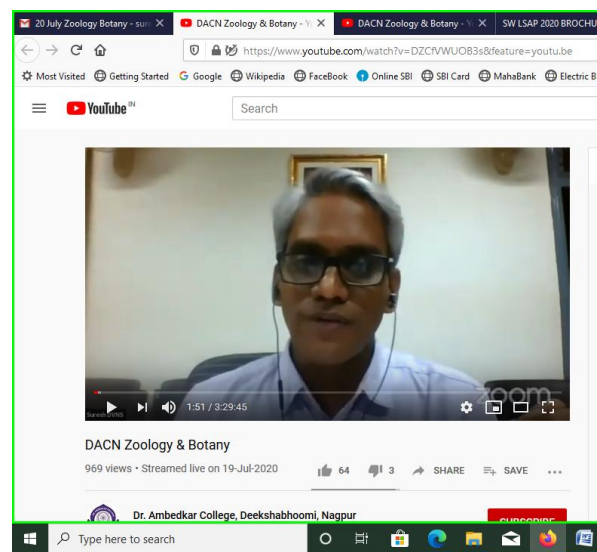 20 July Zoology Botany - sure
DACN Zoology & Botany - Y
DACN Zoology & Botany - Y
SW LSAP 2020 BROCHU
https://www.youtube.com/watch?v=DZCfVWUOB3s&feature=youtu.be
Most Visited Getting Started Google Wikipedia FaceBook Online SBI SBI Card MahaBank Electric B
YouTube IN
Search
zoom
1:51 / 3:29:45
Suresh DVNS
DACN Zoology & Botany
969 views • Streamed live on 19-Jul-2020
64 3 SHARE SAVE
Dr. Ambedkar College, Deekshabhoomi, Nagpur
SUBSCRIBE
Type here to search